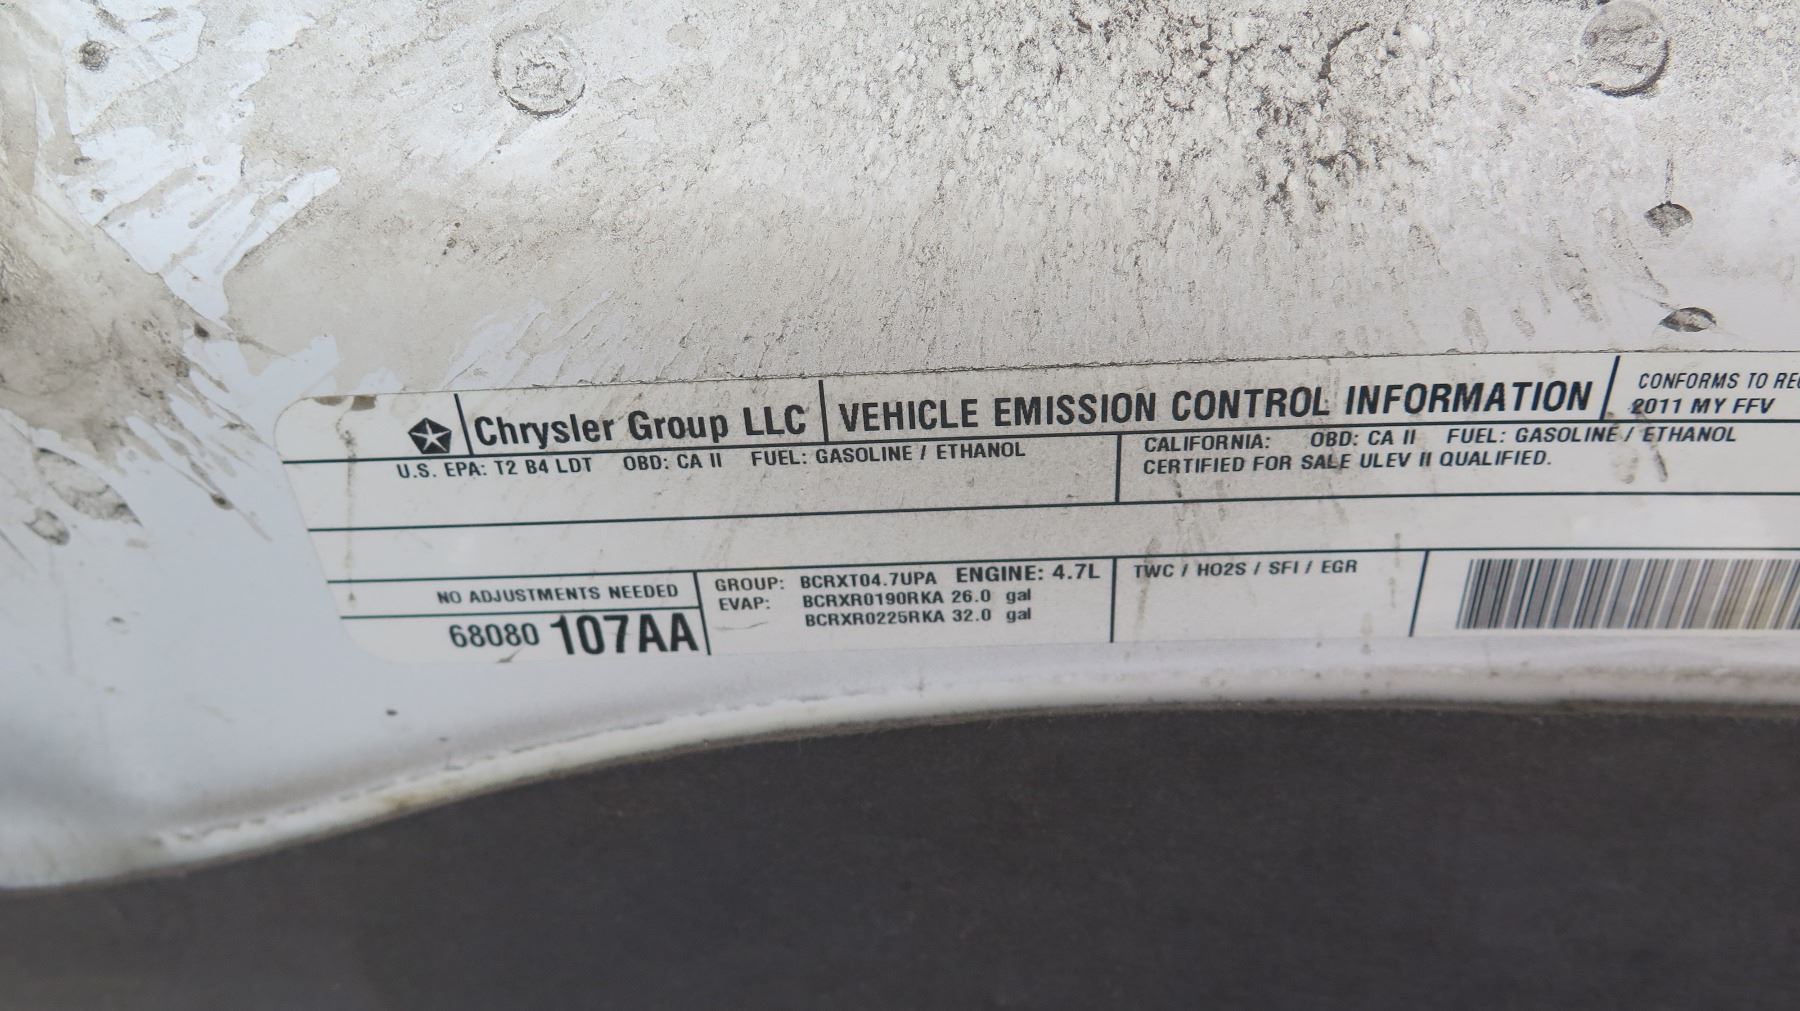 Chrysler Group LLC VEHICLE EMISSION CONTROL INFORMATION
CONFORMS TO
2011 MY FFV
U.S. EPA: T2 B4 LDT OBD: CA II FUEL: GASOLINE / ETHANOL
CALIFORNIA: OBD: CA II FUEL: GASOLINE / ETHANOL
CERTIFIED FOR SALE ULEV II QUALIFIED.
NO ADJUSTMENTS NEEDED
68080 107AA
GROUP: BCRXT04.7UPA ENGINE: 4.7L
EVAP: BCRXR0190RKA 26.0 gal
BCRXR0225RKA 32.0 gal
TWC / HO2S / SFI / EGR